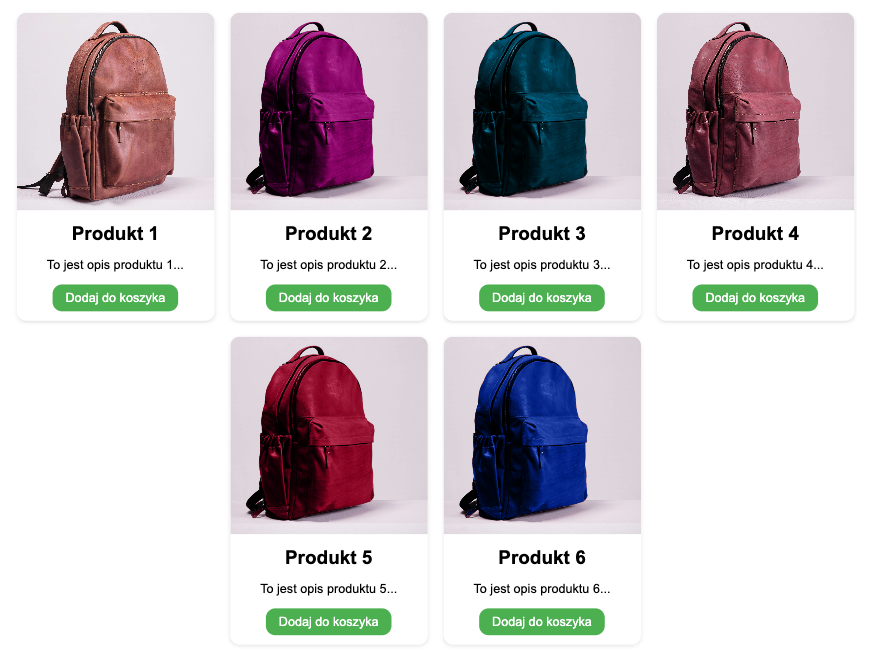 Produkt 1
To jest opis produktu 1...
Dodaj do koszyka
Produkt 2
To jest opis produktu 2...
Dodaj do koszyka
Produkt 3
To jest opis produktu 3...
Dodaj do koszyka
Produkt 4
To jest opis produktu 4...
Dodaj do koszyka
Produkt 5
To jest opis produktu 5...
Dodaj do koszyka
Produkt 6
To jest opis produktu 6...
Dodaj do koszyka